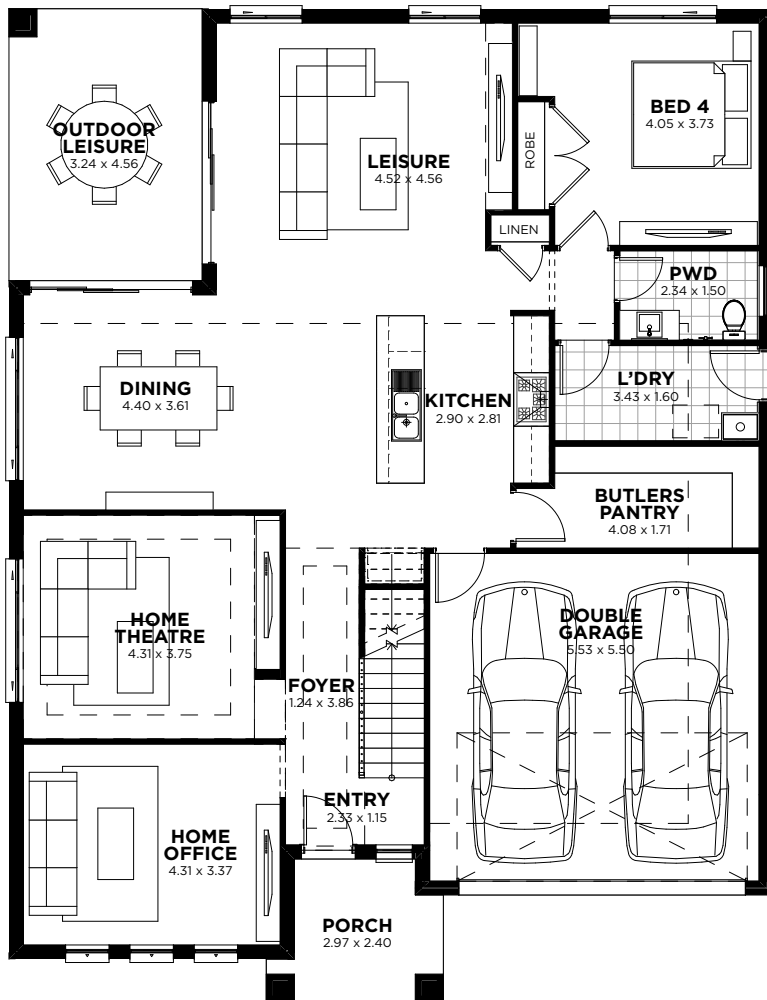 OUTDOOR
LEISURE
3.24 x 4.56
LEISURE
4.52 x 4.56
ROBE
BED 4
4.05 x 3.73
LINEN
PWD
2.34 x 1.50
DINING
4.40 x 3.61
KITCHEN
2.90 x 2.81
L'DRY
3.43 x 1.60
BUTLERS
PANTRY
4.08 x 1.71
HOME
THEATRE
4.31 x 3.75
FOYER
1.24 x 3.86
DOUBLE
GARAGE
5.53 x 5.50
ENTRY
2.33 x 1.15
HOME
OFFICE
4.31 x 3.37
PORCH
2.97 x 2.40